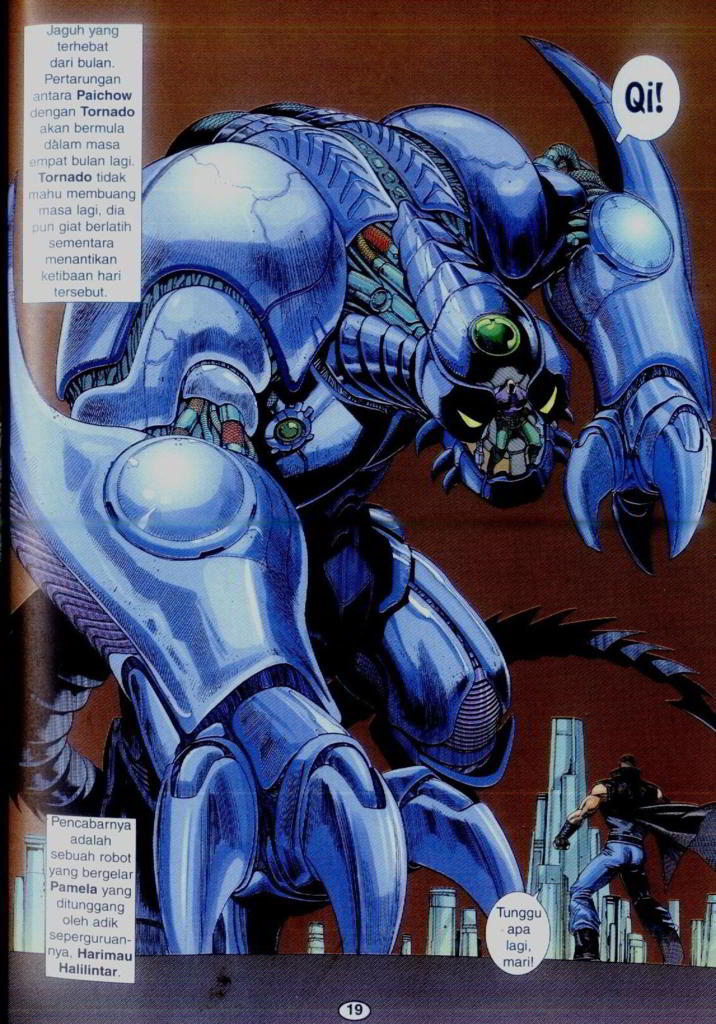 Jaguh yang
terhebat
dari bulan.
Pertarungan
antara Paichow
dengan Tornado
akan bermula
dalam masa
empat bulan lagi.
Tornado tidak
mahu membuang
masa lagi, dia
pun giat berlatih
sementara
menantikan
ketibaan hari
tersebut.
Qi!
Pencabarnya
adalah
sebuah robot
yang bergelar
Pamela yang
ditunggang
oleh adik
seperguruan-
nya, Harimau
Halilintar.
Tunggu
apa
lagi,
mari!
19